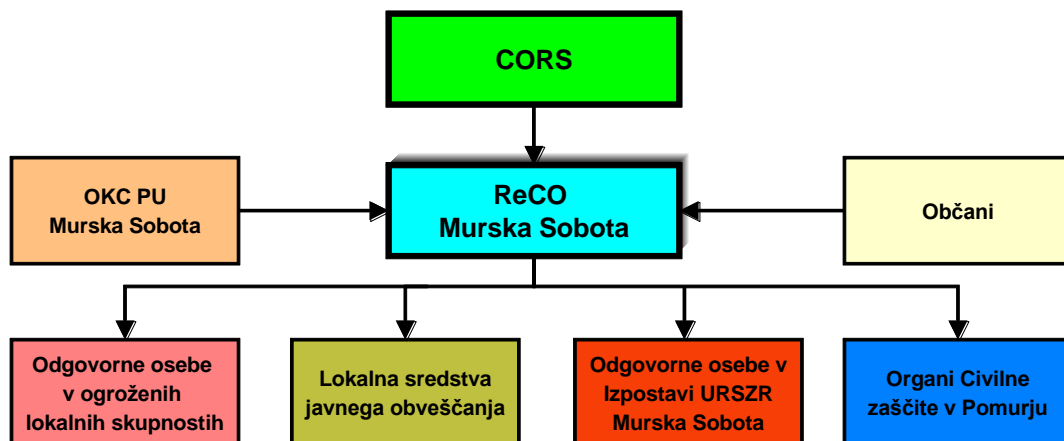 CORS
OKC PU
Murska Sobota
ReCO
Murska Sobota
Občani
Odgovorne osebe
v ogroženih
lokalnih skupnostih
Lokalna sredstva
javnega obveščanja
Odgovorne osebe v
Izpostavi URSZR
Murska Sobota
Organi Civilne
zaščite v Pomurju